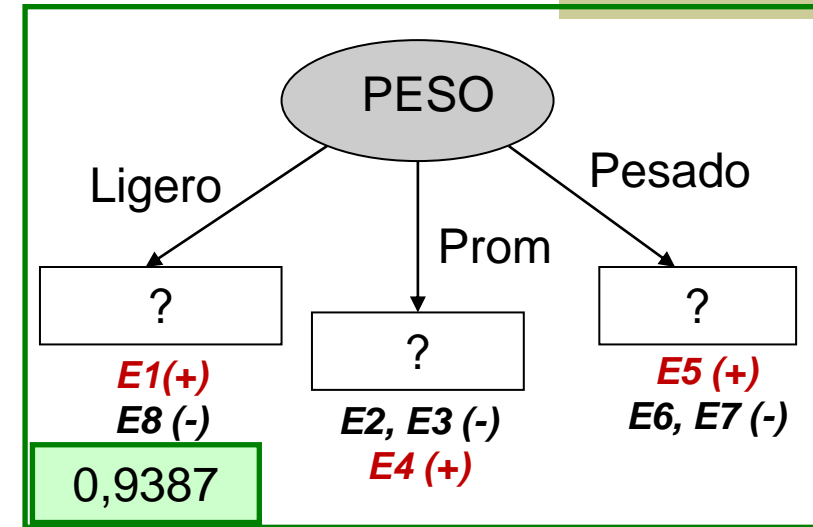 PESO
Ligero
Prom
Pesado
?
E1(+)
E8 (-)
?
E2, E3 (-)
E4 (+)
?
E5 (+)
E6, E7 (-)
0,9387